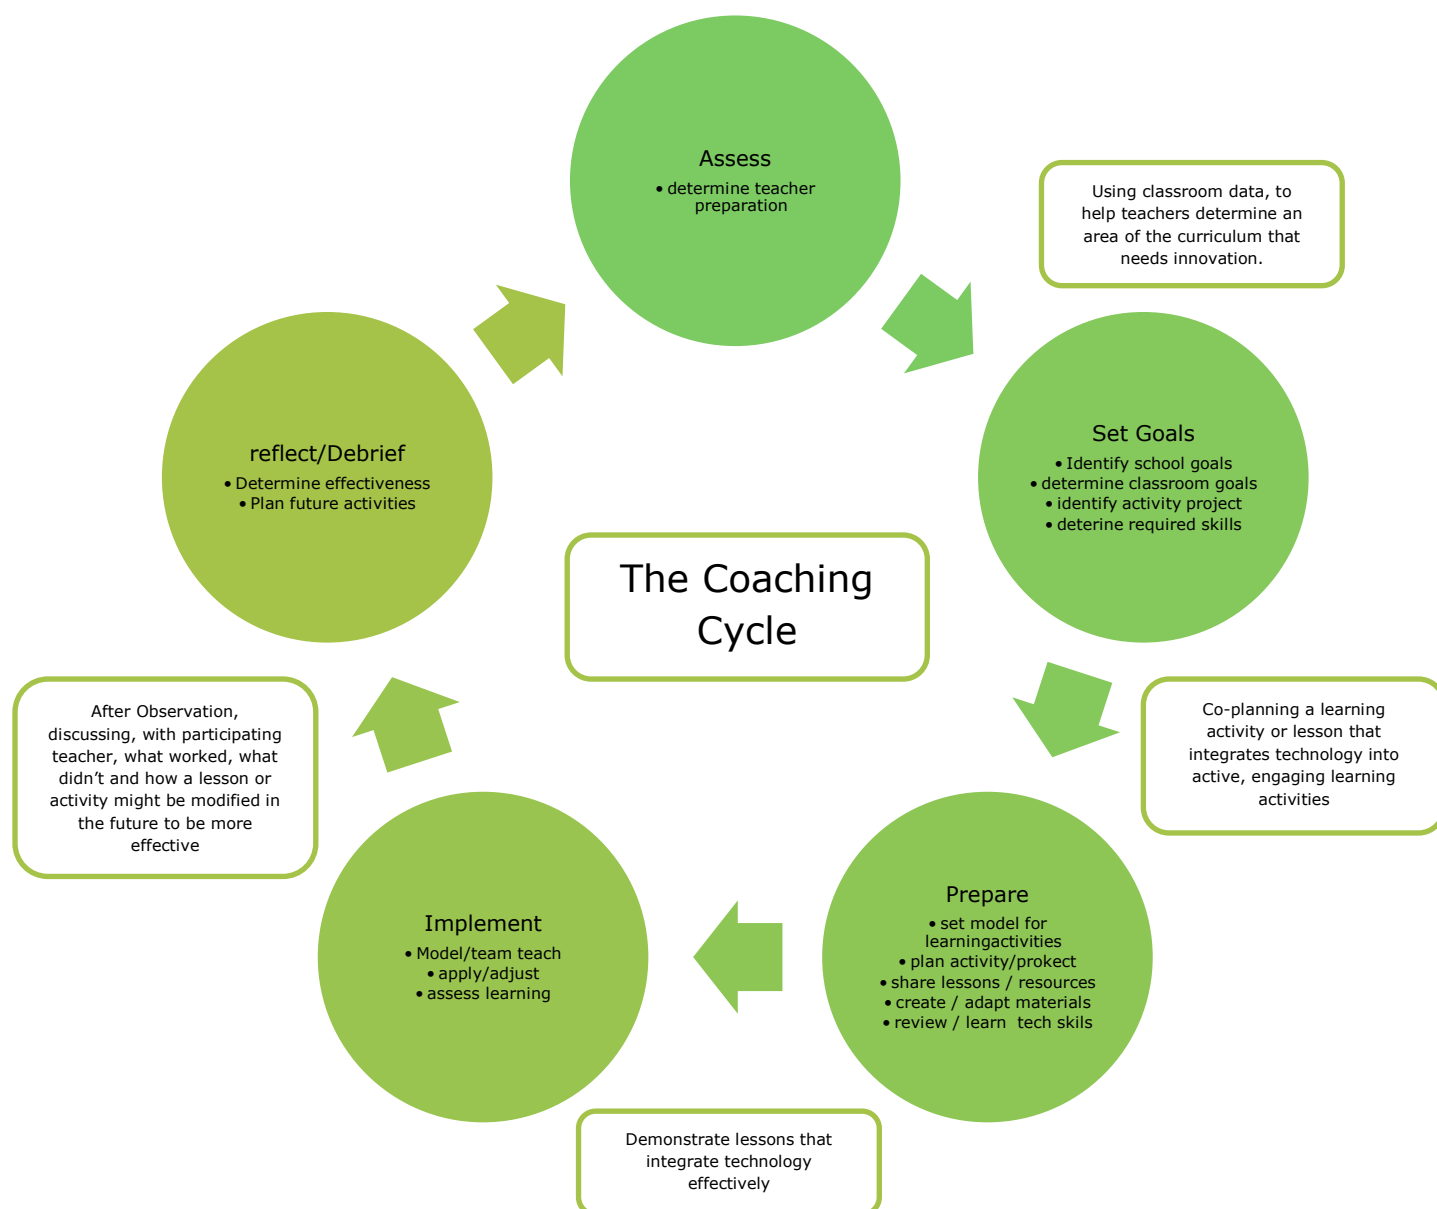 Assess
• determine teacher
preparation
Using classroom data, to
help teachers determine an
area of the curriculum that
needs innovation.
Set Goals
• Identify school goals
• determine classroom goals
• identify activity project
• deterine required skills
reflect/Debrief
• Determine effectiveness
• Plan future activities
The Coaching
Cycle
Co-planning a learning
activity or lesson that
integrates technology into
active, engaging learning
activities
After Observation,
discussing, with participating
teacher, what worked, what
didn’t and how a lesson or
activity might be modified in
the future to be more
effective
Prepare
• set model for
learningactivities
• plan activity/prokect
• share lessons / resources
• create / adapt materials
• review / learn  tech skils
Implement
• Model/team teach
• apply/adjust
• assess learning
Demonstrate lessons that
integrate technology
effectively